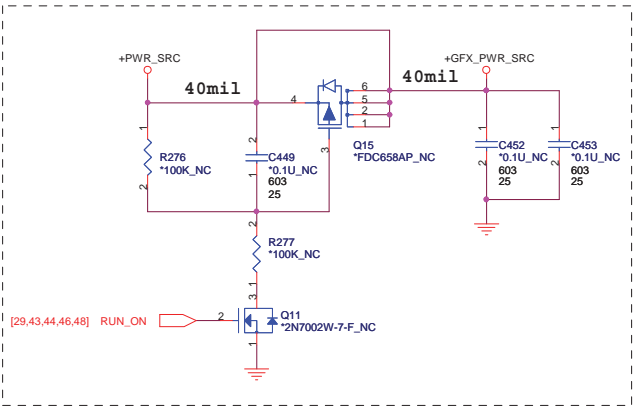 +PWR_SRC
+GFX_PWR_SRC
40mil
40mil
4
6
5
2
1
3
Q15
*FDC658AP_NC
1
R276
*100K_NC
2
2
C449
*0.1U_NC
1
603
25
1
C452
*0.1U_NC
2
603
25
1
C453
*0.1U_NC
2
603
25
2
R277
*100K_NC
1
3
Q11
*2N7002W-7-F_NC
2
1
[29,43,44,46,48] RUN_ON